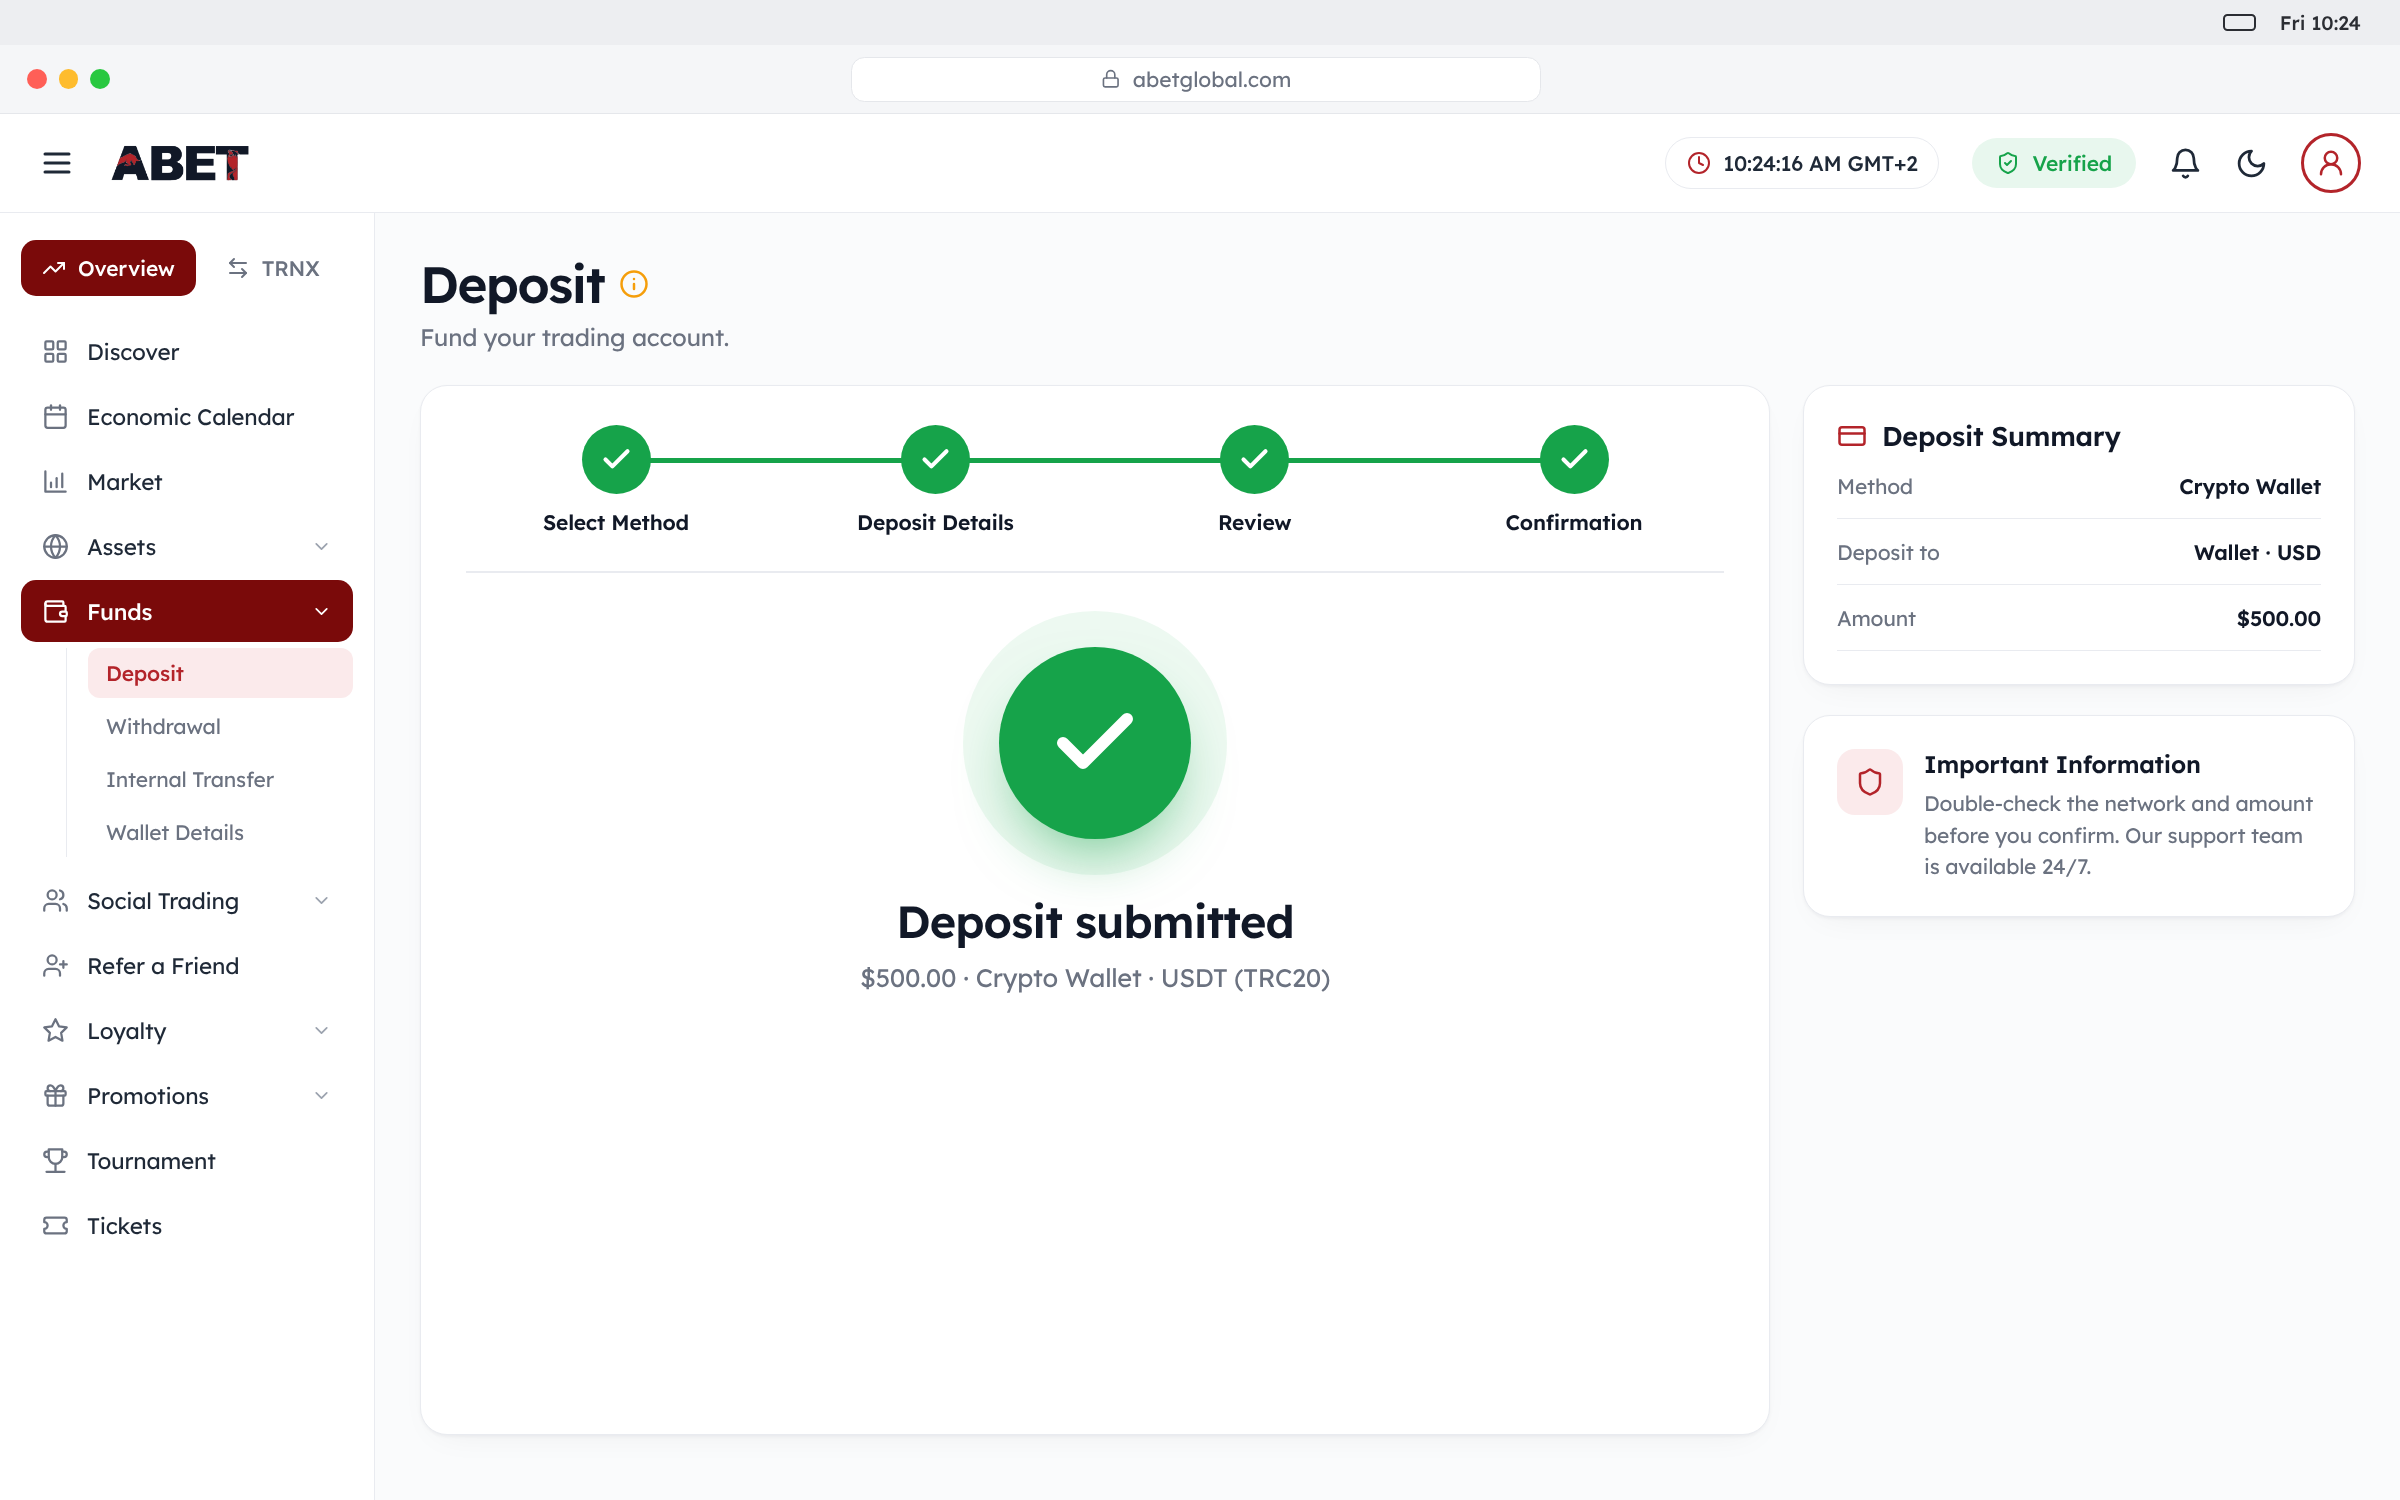 Fri 10:24
abetglobal.com
ABET
10:24:16 AM GMT+2
Verified
Overview
TRNX
Discover
Economic Calendar
Market
Assets
Funds
Deposit
Withdrawal
Internal Transfer
Wallet Details
Social Trading
Refer a Friend
Loyalty
Promotions
Tournament
Tickets
Deposit
Fund your trading account.
Select Method
Deposit Details
Review
Confirmation
Deposit submitted
$500.00 · Crypto Wallet · USDT (TRC20)
Deposit Summary
Method Crypto Wallet
Deposit to Wallet · USD
Amount $500.00
Important Information
Double-check the network and amount
before you confirm. Our support team
is available 24/7.